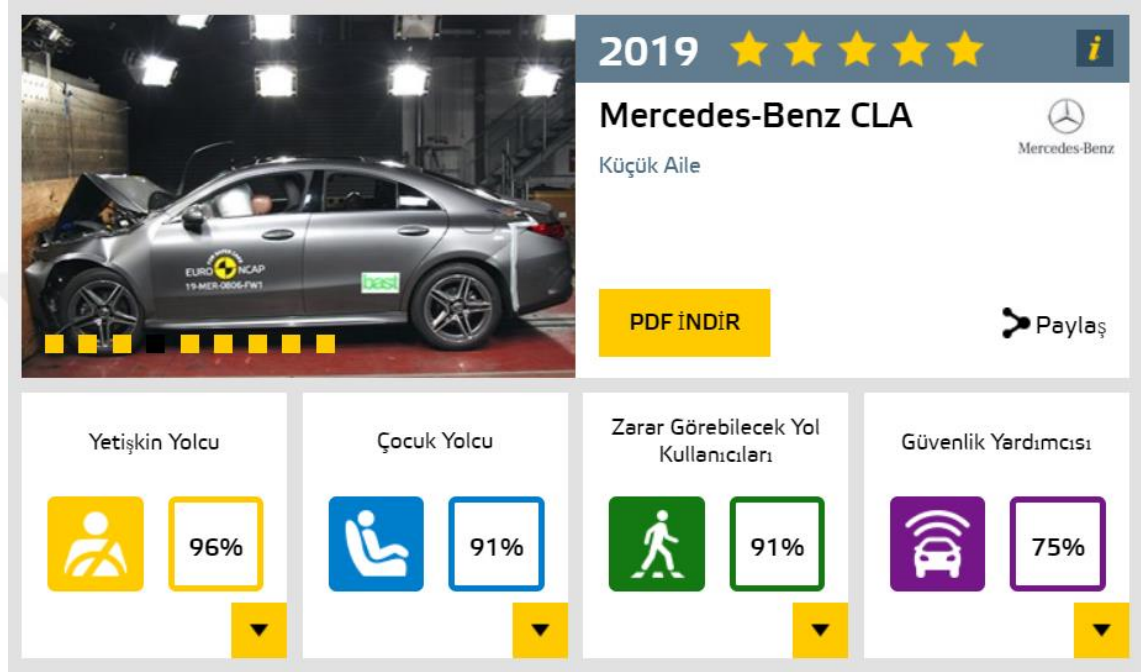 2019
i
Mercedes-Benz CLA
Küçük Aile
Mercedes-Benz
EURO NCAP
19-MER-0806-FW1
bast
PDF İNDİR
Paylaş
Yetişkin Yolcu
96%
Çocuk Yolcu
91%
Zarar Görebilecek Yol
Kullanıcıları
91%
Güvenlik Yardımcısı
75%